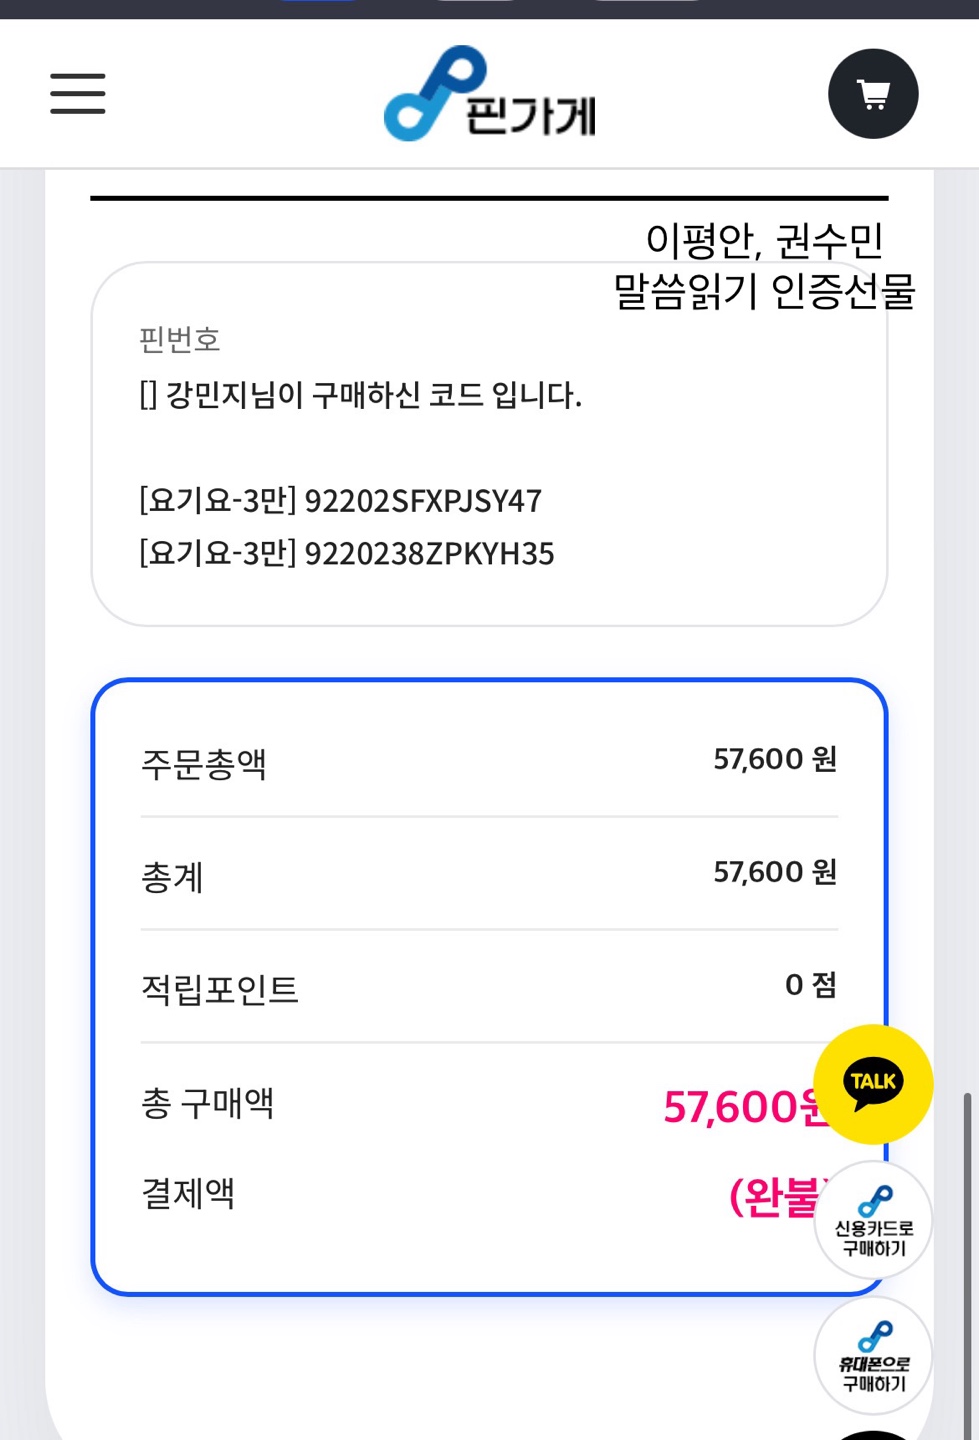 핀가게
이평안, 권수민
말씀읽기 인증선물
핀번호
[] 강민지님이 구매하신 코드 입니다.
[요기요-3만] 92202SFXPJSY47
[요기요-3만] 9220238ZPKYH35
주문총액 57,600 원
총계 57,600 원
적립포인트 0 점
총 구매액 57,600원
결제액 (완불)
TALK
신용카드로
구매하기
휴대폰으로
구매하기